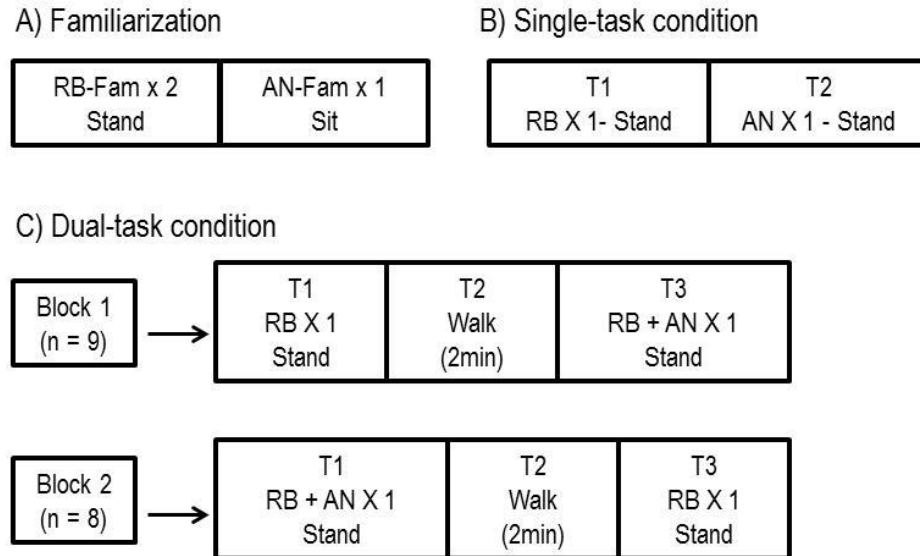 A) Familiarization
RB-Fam x 2
Stand
AN-Fam x 1
Sit
B) Single-task condition
T1
RB X 1- Stand
T2
AN X 1 - Stand
C) Dual-task condition
Block 1
(n = 9)
T1
RB X 1
Stand
T2
Walk
(2min)
T3
RB + AN X 1
Stand
Block 2
(n = 8)
T1
RB + AN X 1
Stand
T2
Walk
(2min)
T3
RB X 1
Stand